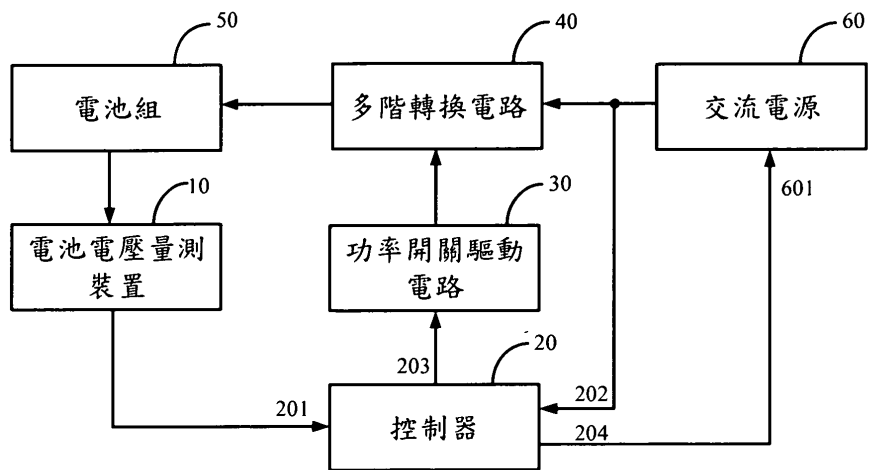 50
40
60
電池組
多階轉換電路
交流電源
10
30
601
電池電壓量測
裝置
功率開關驅動
電路
203
20
201
202
控制器
204